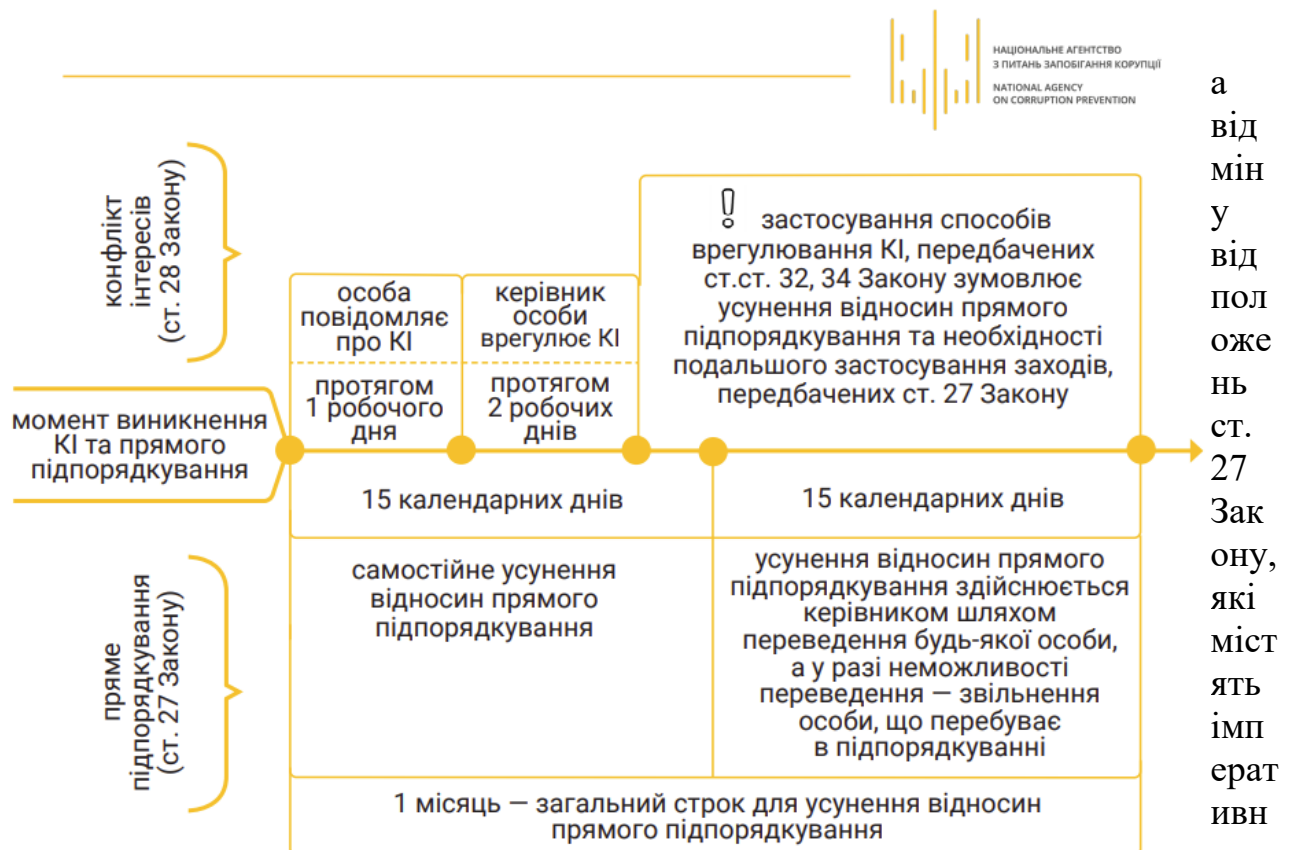 НАЦІОНАЛЬНЕ АГЕНТСТВО
З ПИТАНЬ ЗАПОБІГАННЯ КОРУПЦІЇ
NATIONAL AGENCY
ON CORRUPTION PREVENTION
конфлікт
інтересів
(ст. 28 Закону)
особа
повідомляє
про КІ
протягом
1 робочого
дня
керівник
особи
врегулює КІ
протягом
2 робочих
днів
! застосування способів
врегулювання КІ, передбачених
ст.ст. 32, 34 Закону зумовлює
усунення відносин прямого
підпорядкування та необхідності
подальшого застосування заходів,
передбачених ст. 27 Закону
момент виникнення
КІ та прямого
підпорядкування
15 календарних днів
15 календарних днів
пряме
підпорядкування
(ст. 27 Закону)
самостійне усунення
відносин прямого
підпорядкування
усунення відносин прямого
підпорядкування здійснюється
керівником шляхом
переведення будь-якої особи,
а у разі неможливості
переведення — звільнення
особи, що перебуває
в підпорядкуванні
1 місяць — загальний строк для усунення відносин
прямого підпорядкування
а
від
мін
у
від
пол
оже
нь
ст.
27
Зак
ону,
які
міст
ять
імп
ерат
ивн